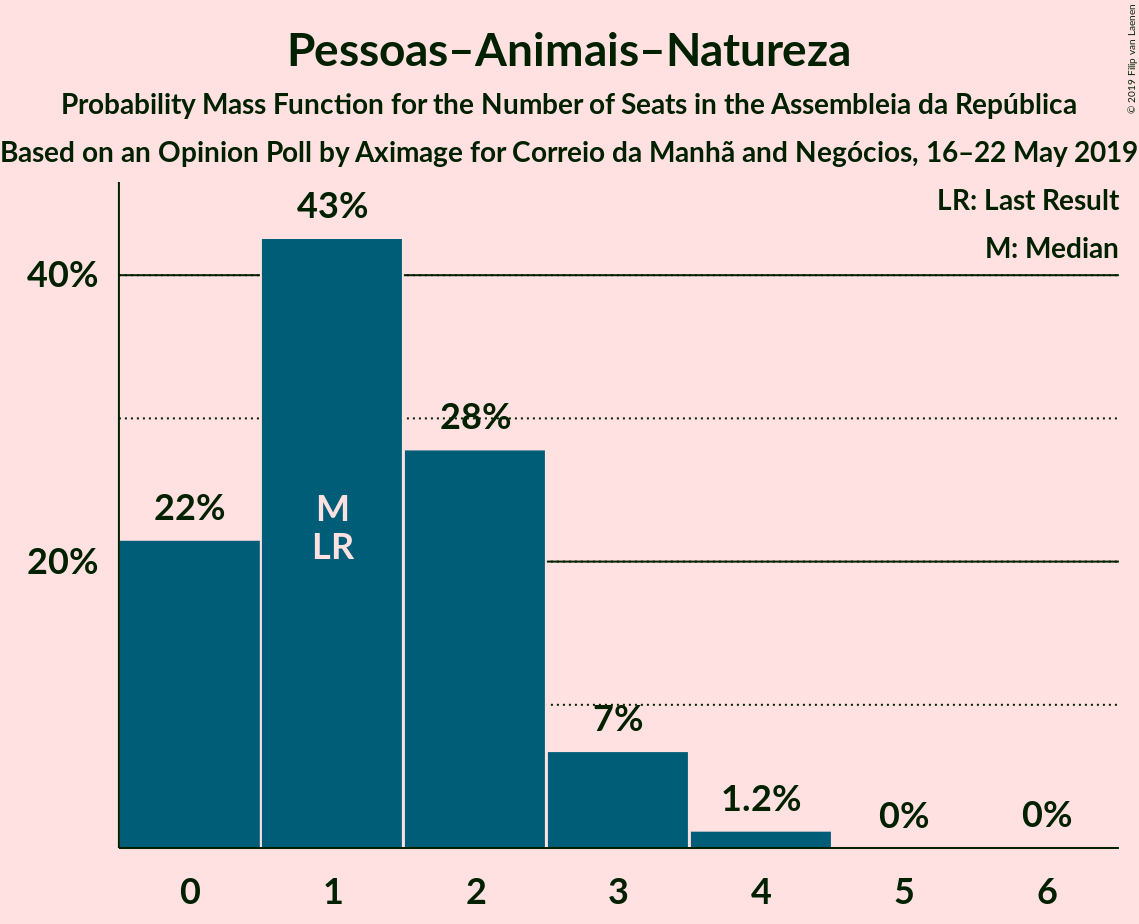 Pessoas–Animais–Natureza
Probability Mass Function for the Number of Seats in the Assembleia da República
Based on an Opinion Poll by Aximage for Correio da Manhã and Negócios, 16–22 May 2019
© 2019 Filip van Laenen
LR: Last Result
M: Median
43%
40%
28%
22%
M
LR
20%
7%
1.2%
0%
0%
0 1 2 3 4 5 6